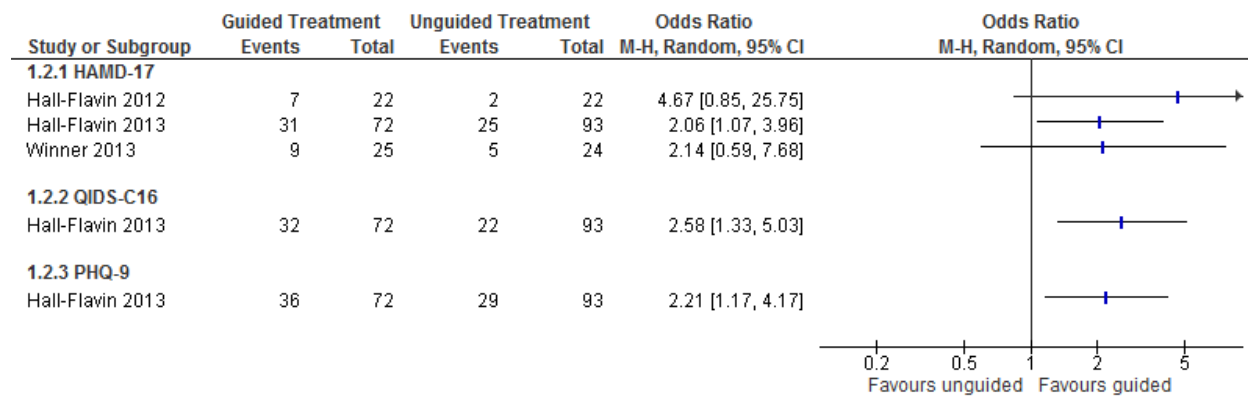 Guided Treatment Unguided Treatment Odds Ratio Odds Ratio
Study or Subgroup Events Total Events Total M-H, Random, 95% CI M-H, Random, 95% CI
1.2.1 HAMD-17
Hall-Flavin 2012 7 22 2 22 4.67 [0.85, 25.75]
Hall-Flavin 2013 31 72 25 93 2.06 [1.07, 3.96]
Winner 2013 9 25 5 24 2.14 [0.59, 7.68]
1.2.2 QIDS-C16
Hall-Flavin 2013 32 72 22 93 2.58 [1.33, 5.03]
1.2.3 PHQ-9
Hall-Flavin 2013 36 72 29 93 2.21 [1.17, 4.17]
0.2 0.5 1 2 5
Favours unguided Favours guided